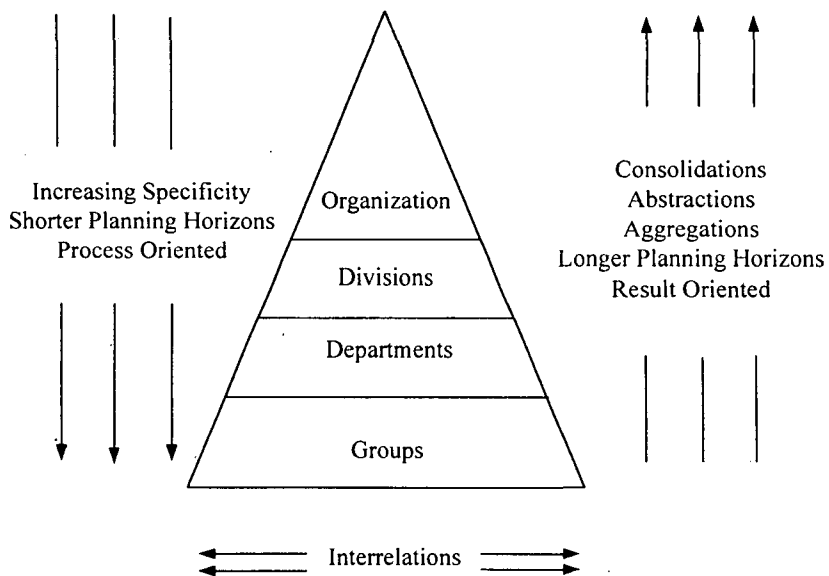 Increasing Specificity
Shorter Planning Horizons
Process Oriented
Organization
Divisions
Departments
Groups
Consolidations
Abstractions
Aggregations
Longer Planning Horizons
Result Oriented
Interrelations